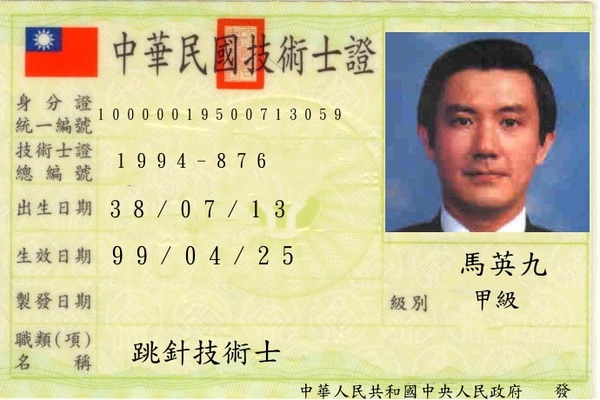 中華民國技術士證
身分證
統一編號 10000019500713059
技術士證
總編號 1994-876
出生日期 38/07/13
生效日期 99/04/25
製發日期
職類(項)
名稱 跳針技術士
馬英九
級別 甲級
中華人民共和國中央人民政府 發